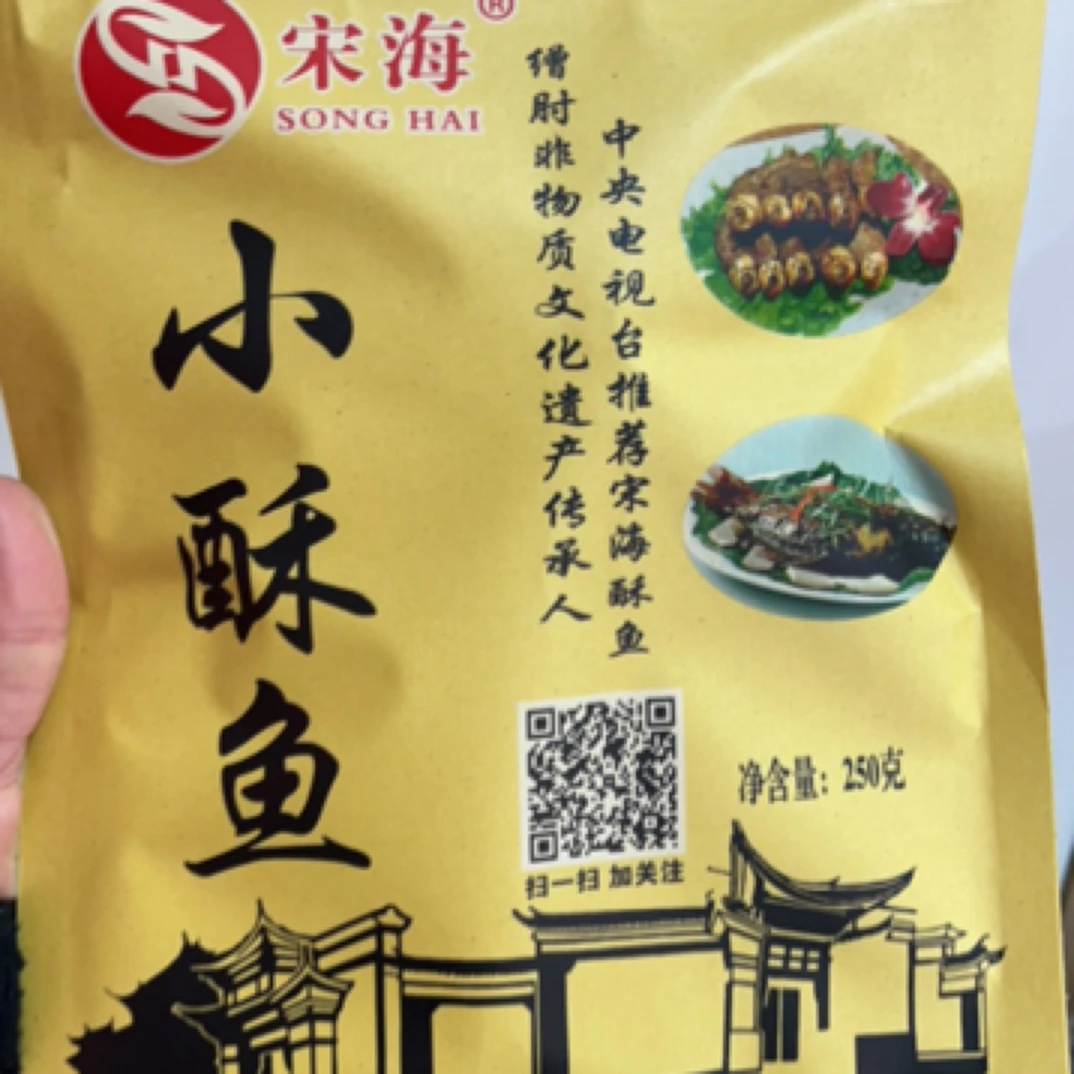 宋海®
SONG HAI
小酥鱼
中央电视台推荐宋海酥鱼
缯肘非物质文化遗产传承人
净含量：250克
扫一扫 加关注